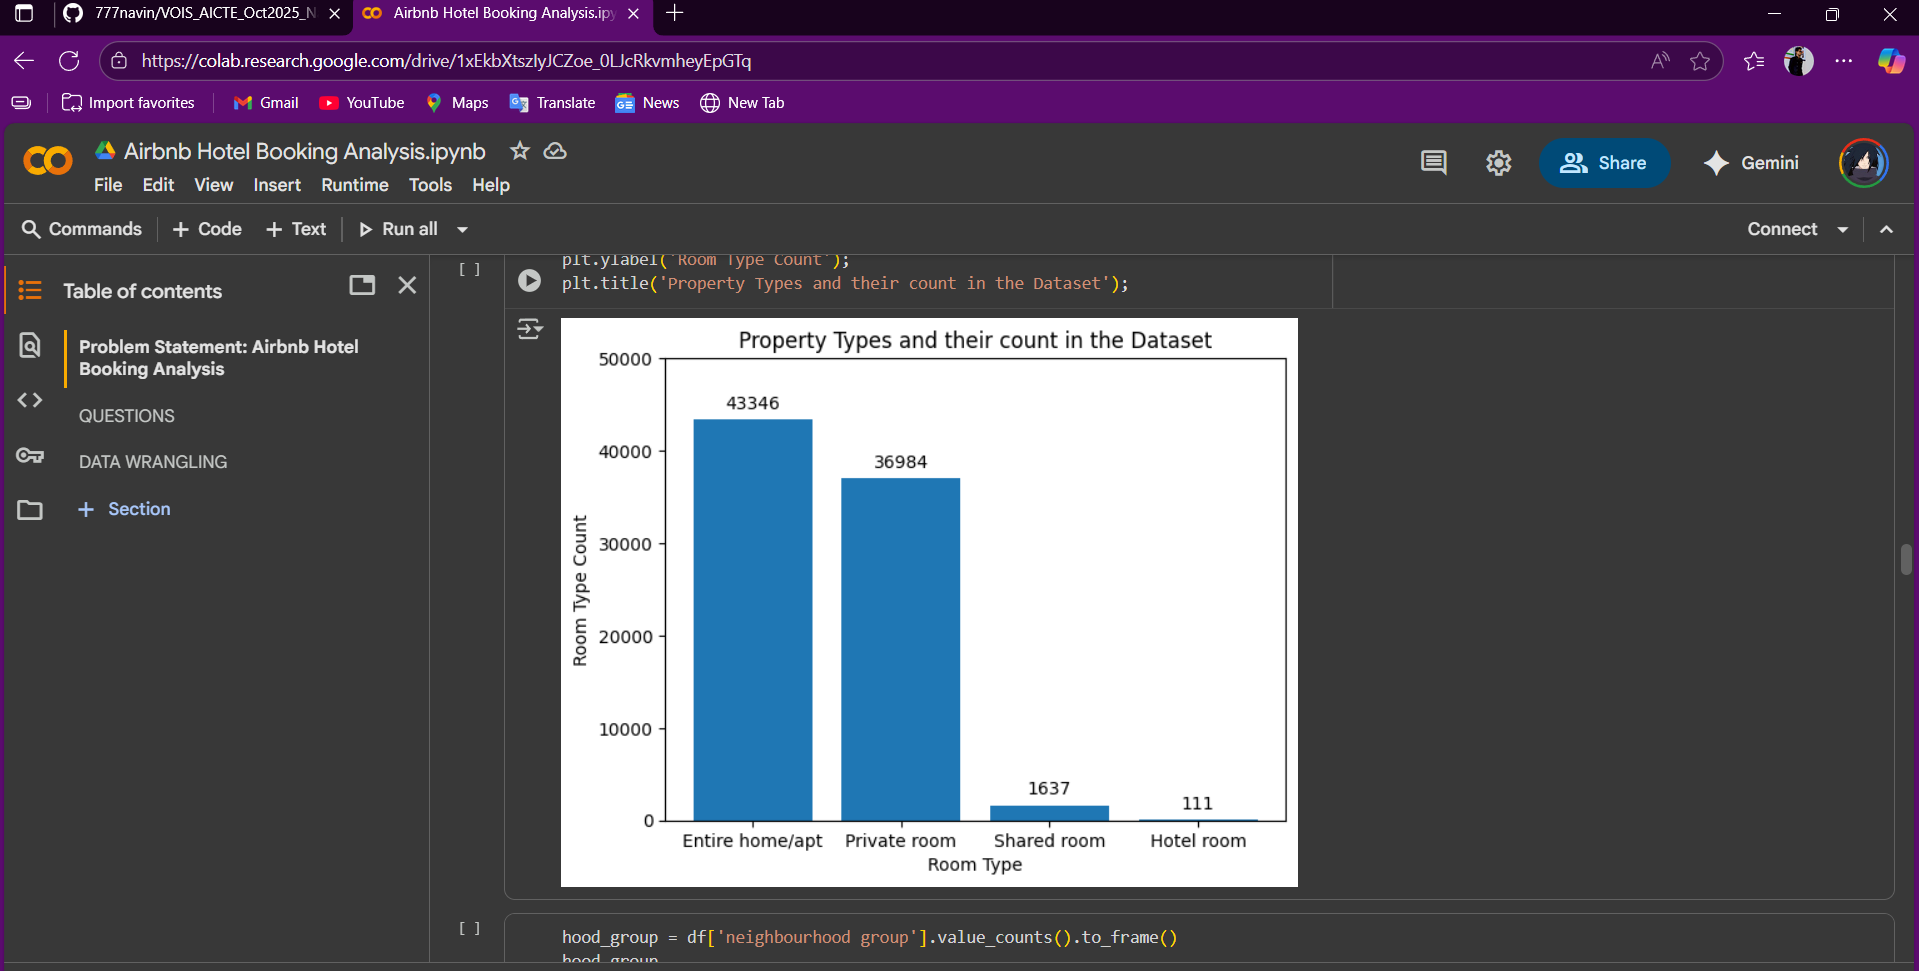 777navin/VOIS_AICTE_Oct2025_N
Airbnb Hotel Booking Analysis.ipy
https://colab.research.google.com/drive/1xEkbXtszIyJCZoe_0LJcRkvmheyEpGTq
Import favorites
Gmail
YouTube
Maps
Translate
News
New Tab
Airbnb Hotel Booking Analysis.ipynb
Share
Gemini
File Edit View Insert Runtime Tools Help
Commands + Code + Text Run all
Connect
Table of contents
Problem Statement: Airbnb Hotel
Booking Analysis
QUESTIONS
DATA WRANGLING
+ Section
[ ]
plt.ylabel('Room Type Count');
plt.title('Property Types and their count in the Dataset');
Property Types and their count in the Dataset
50000
40000
30000
20000
10000
0
Room Type Count
43346
36984
1637
111
Entire home/apt Private room Shared room Hotel room
Room Type
[ ]
hood_group = df['neighbourhood group'].value_counts().to_frame()
hood_group